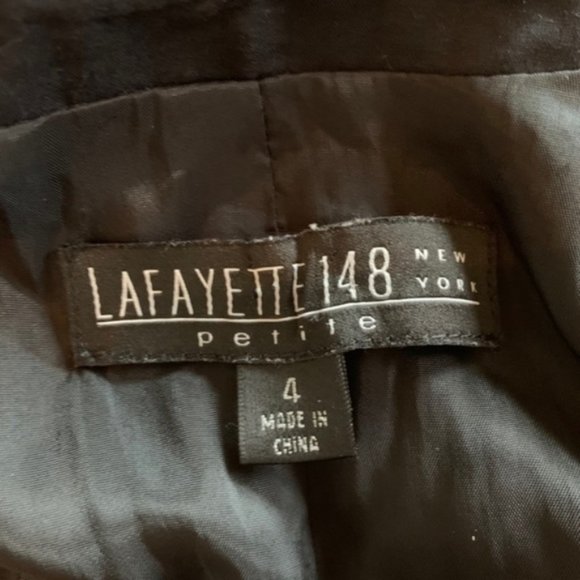 LAFAYETTE 148 NEW YORK
petite
4
MADE IN
CHINA